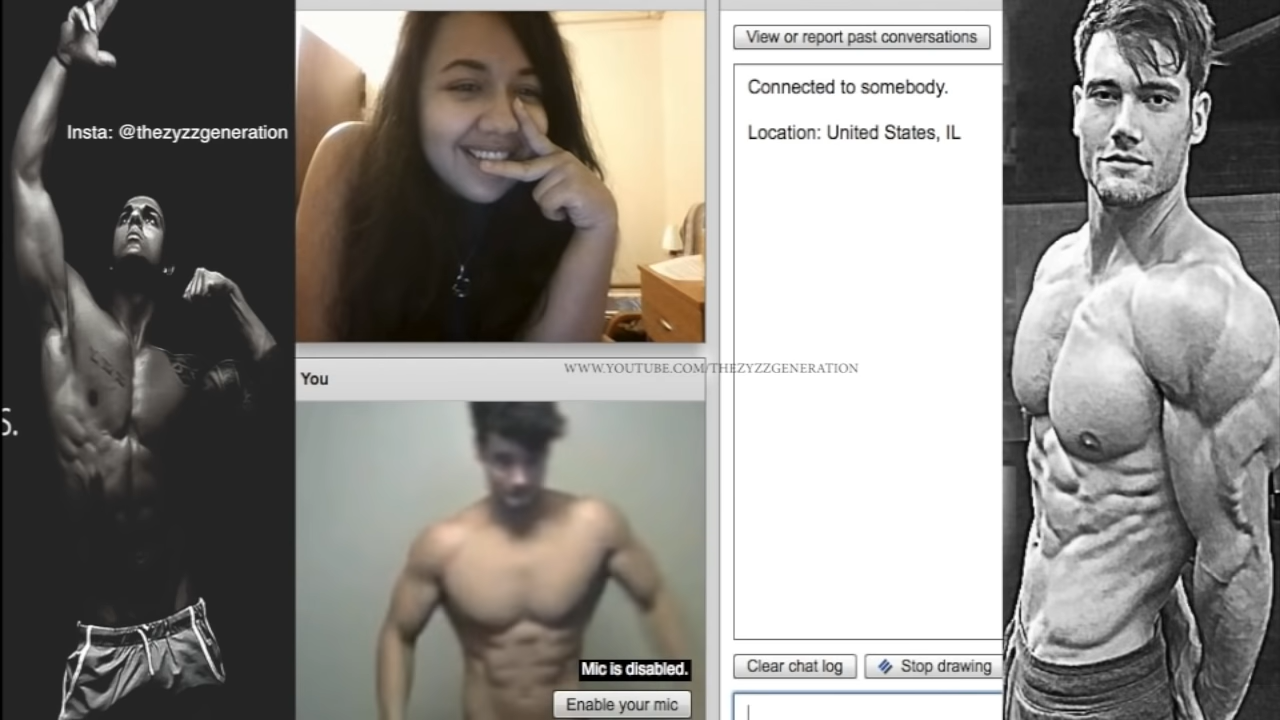 Insta: @thezyzzgeneration
S.
You
WWW.YOUTUBE.COM/THEZYZZGENERATION
Mic is disabled.
Enable your mic
View or report past conversations
Connected to somebody.
Location: United States, IL
Clear chat log
Stop drawing